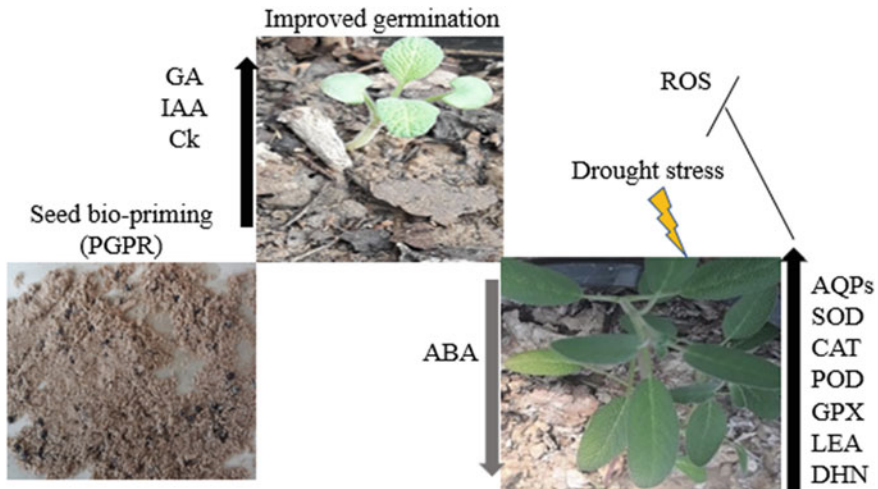 Improved germination
GA
IAA
Ck
ROS
Drought stress
Seed bio-priming
(PGPR)
ABA
AQPs
SOD
CAT
POD
GPX
LEA
DHN